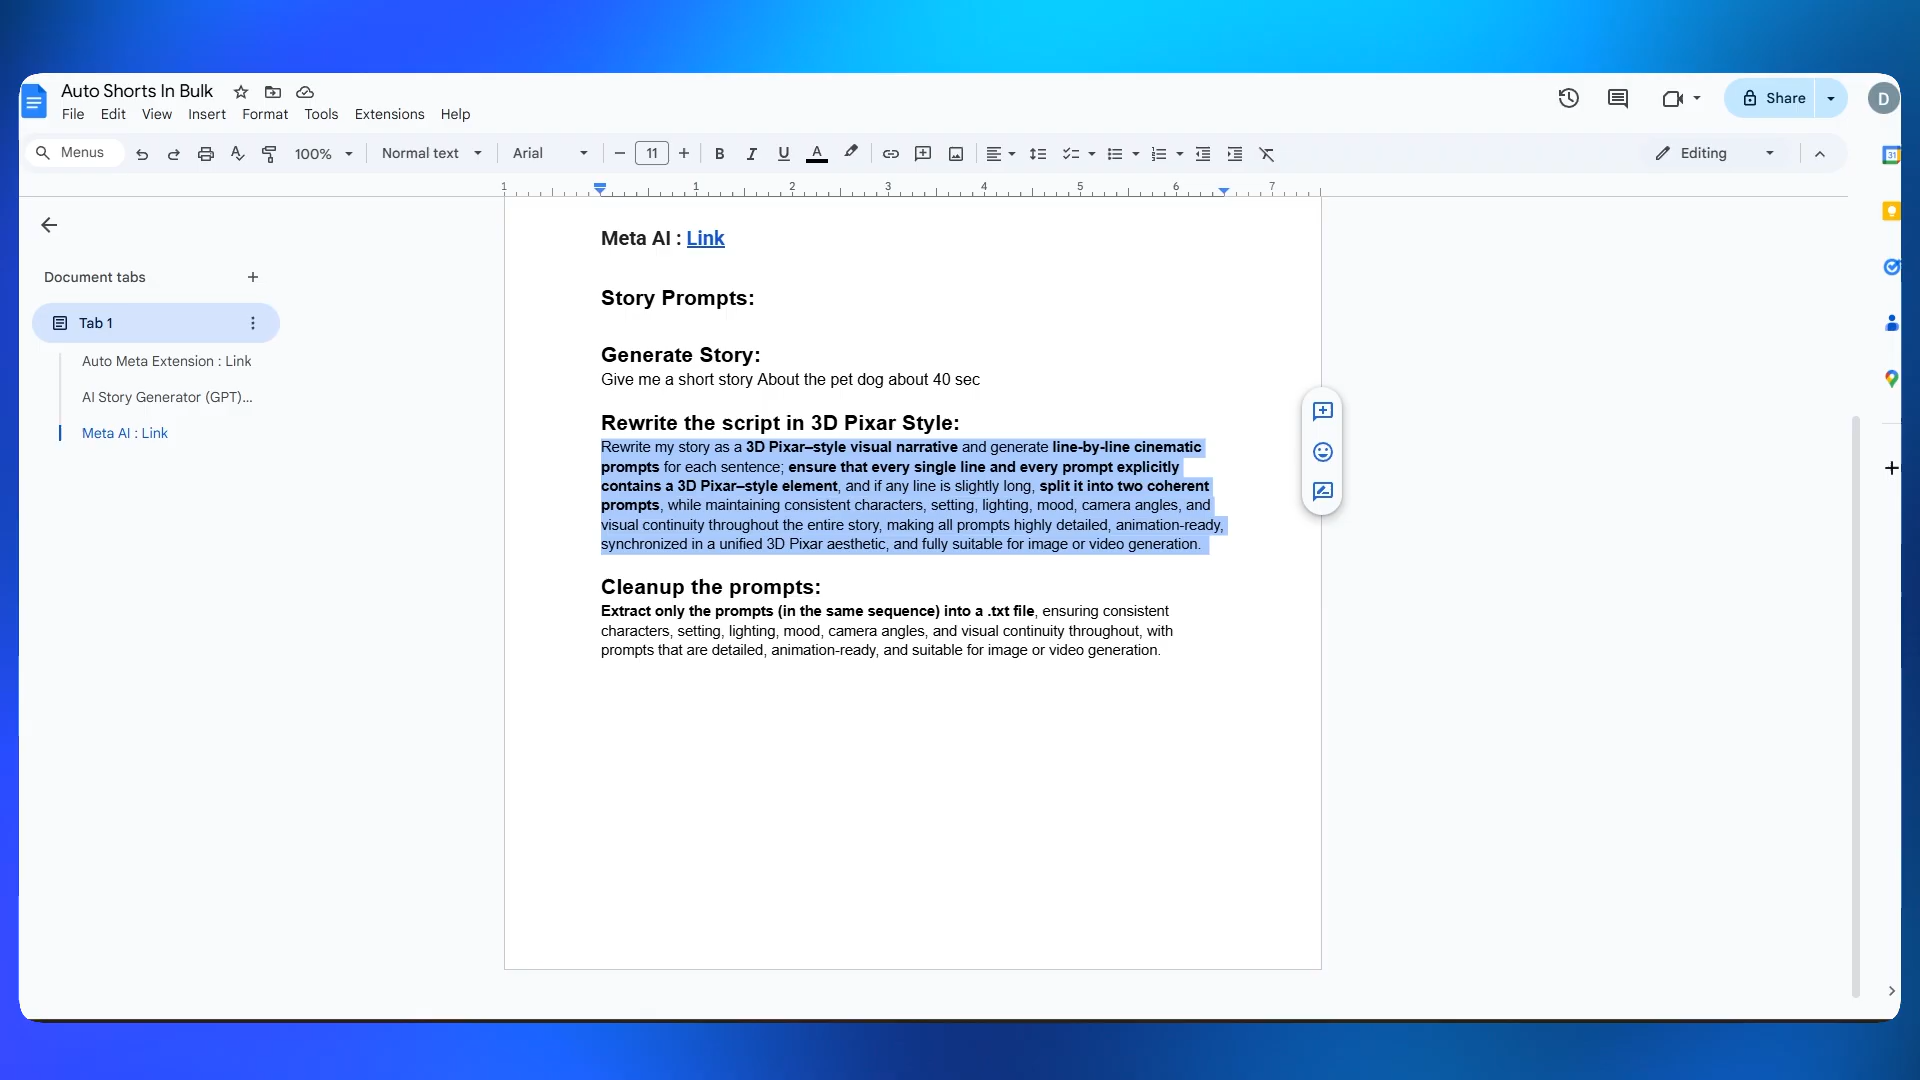 Auto Shorts In Bulk
File Edit View Insert Format Tools Extensions Help
Share
D
Menus
100%
Normal text
Arial
11
B I U A
Editing
31
1 1 2 3 4 5 6 7
Document tabs
Tab 1
Auto Meta Extension : Link
AI Story Generator (GPT)...
Meta AI : Link
Meta AI : Link
Story Prompts:
Generate Story:
Give me a short story About the pet dog about 40 sec
Rewrite the script in 3D Pixar Style:
Rewrite my story as a 3D Pixar–style visual narrative and generate line-by-line cinematic
prompts for each sentence; ensure that every single line and every prompt explicitly
contains a 3D Pixar–style element, and if any line is slightly long, split it into two coherent
prompts, while maintaining consistent characters, setting, lighting, mood, camera angles, and
visual continuity throughout the entire story, making all prompts highly detailed, animation-ready,
synchronized in a unified 3D Pixar aesthetic, and fully suitable for image or video generation.
Cleanup the prompts:
Extract only the prompts (in the same sequence) into a .txt file, ensuring consistent
characters, setting, lighting, mood, camera angles, and visual continuity throughout, with
prompts that are detailed, animation-ready, and suitable for image or video generation.